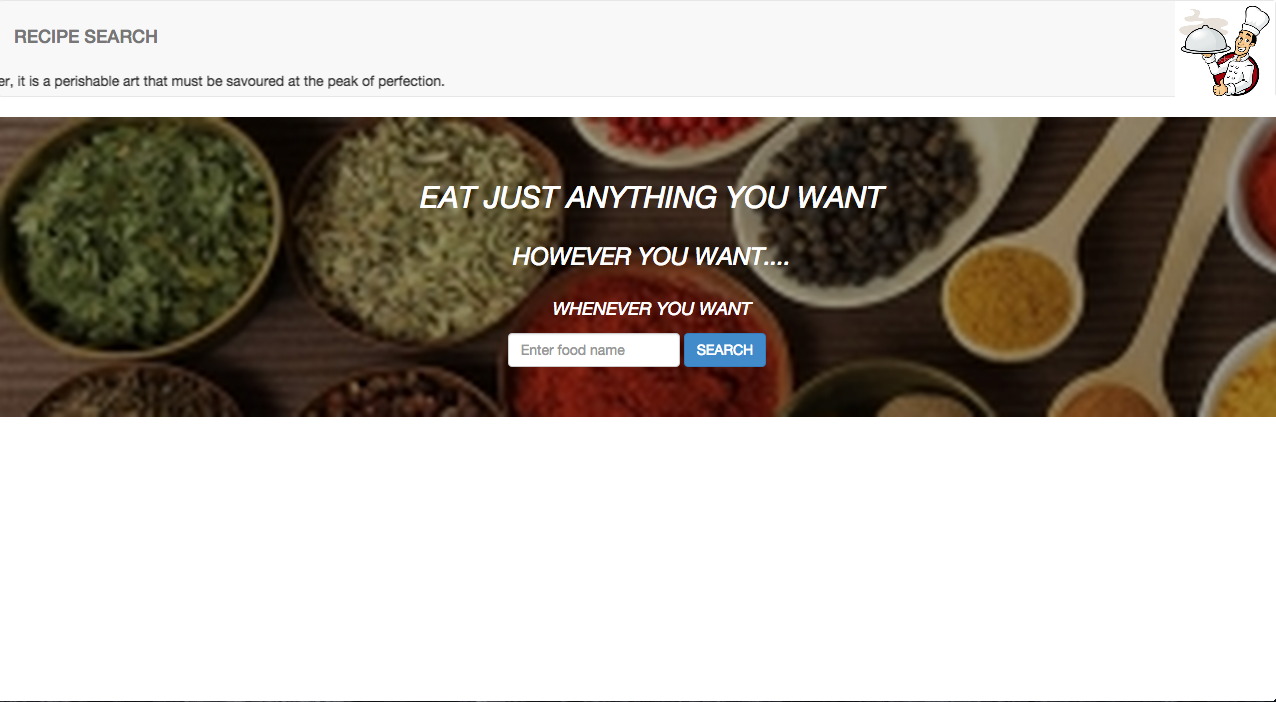 RECIPE SEARCH
er, it is a perishable art that must be savoured at the peak of perfection.
EAT JUST ANYTHING YOU WANT
HOWEVER YOU WANT....
WHENEVER YOU WANT
Enter food name SEARCH